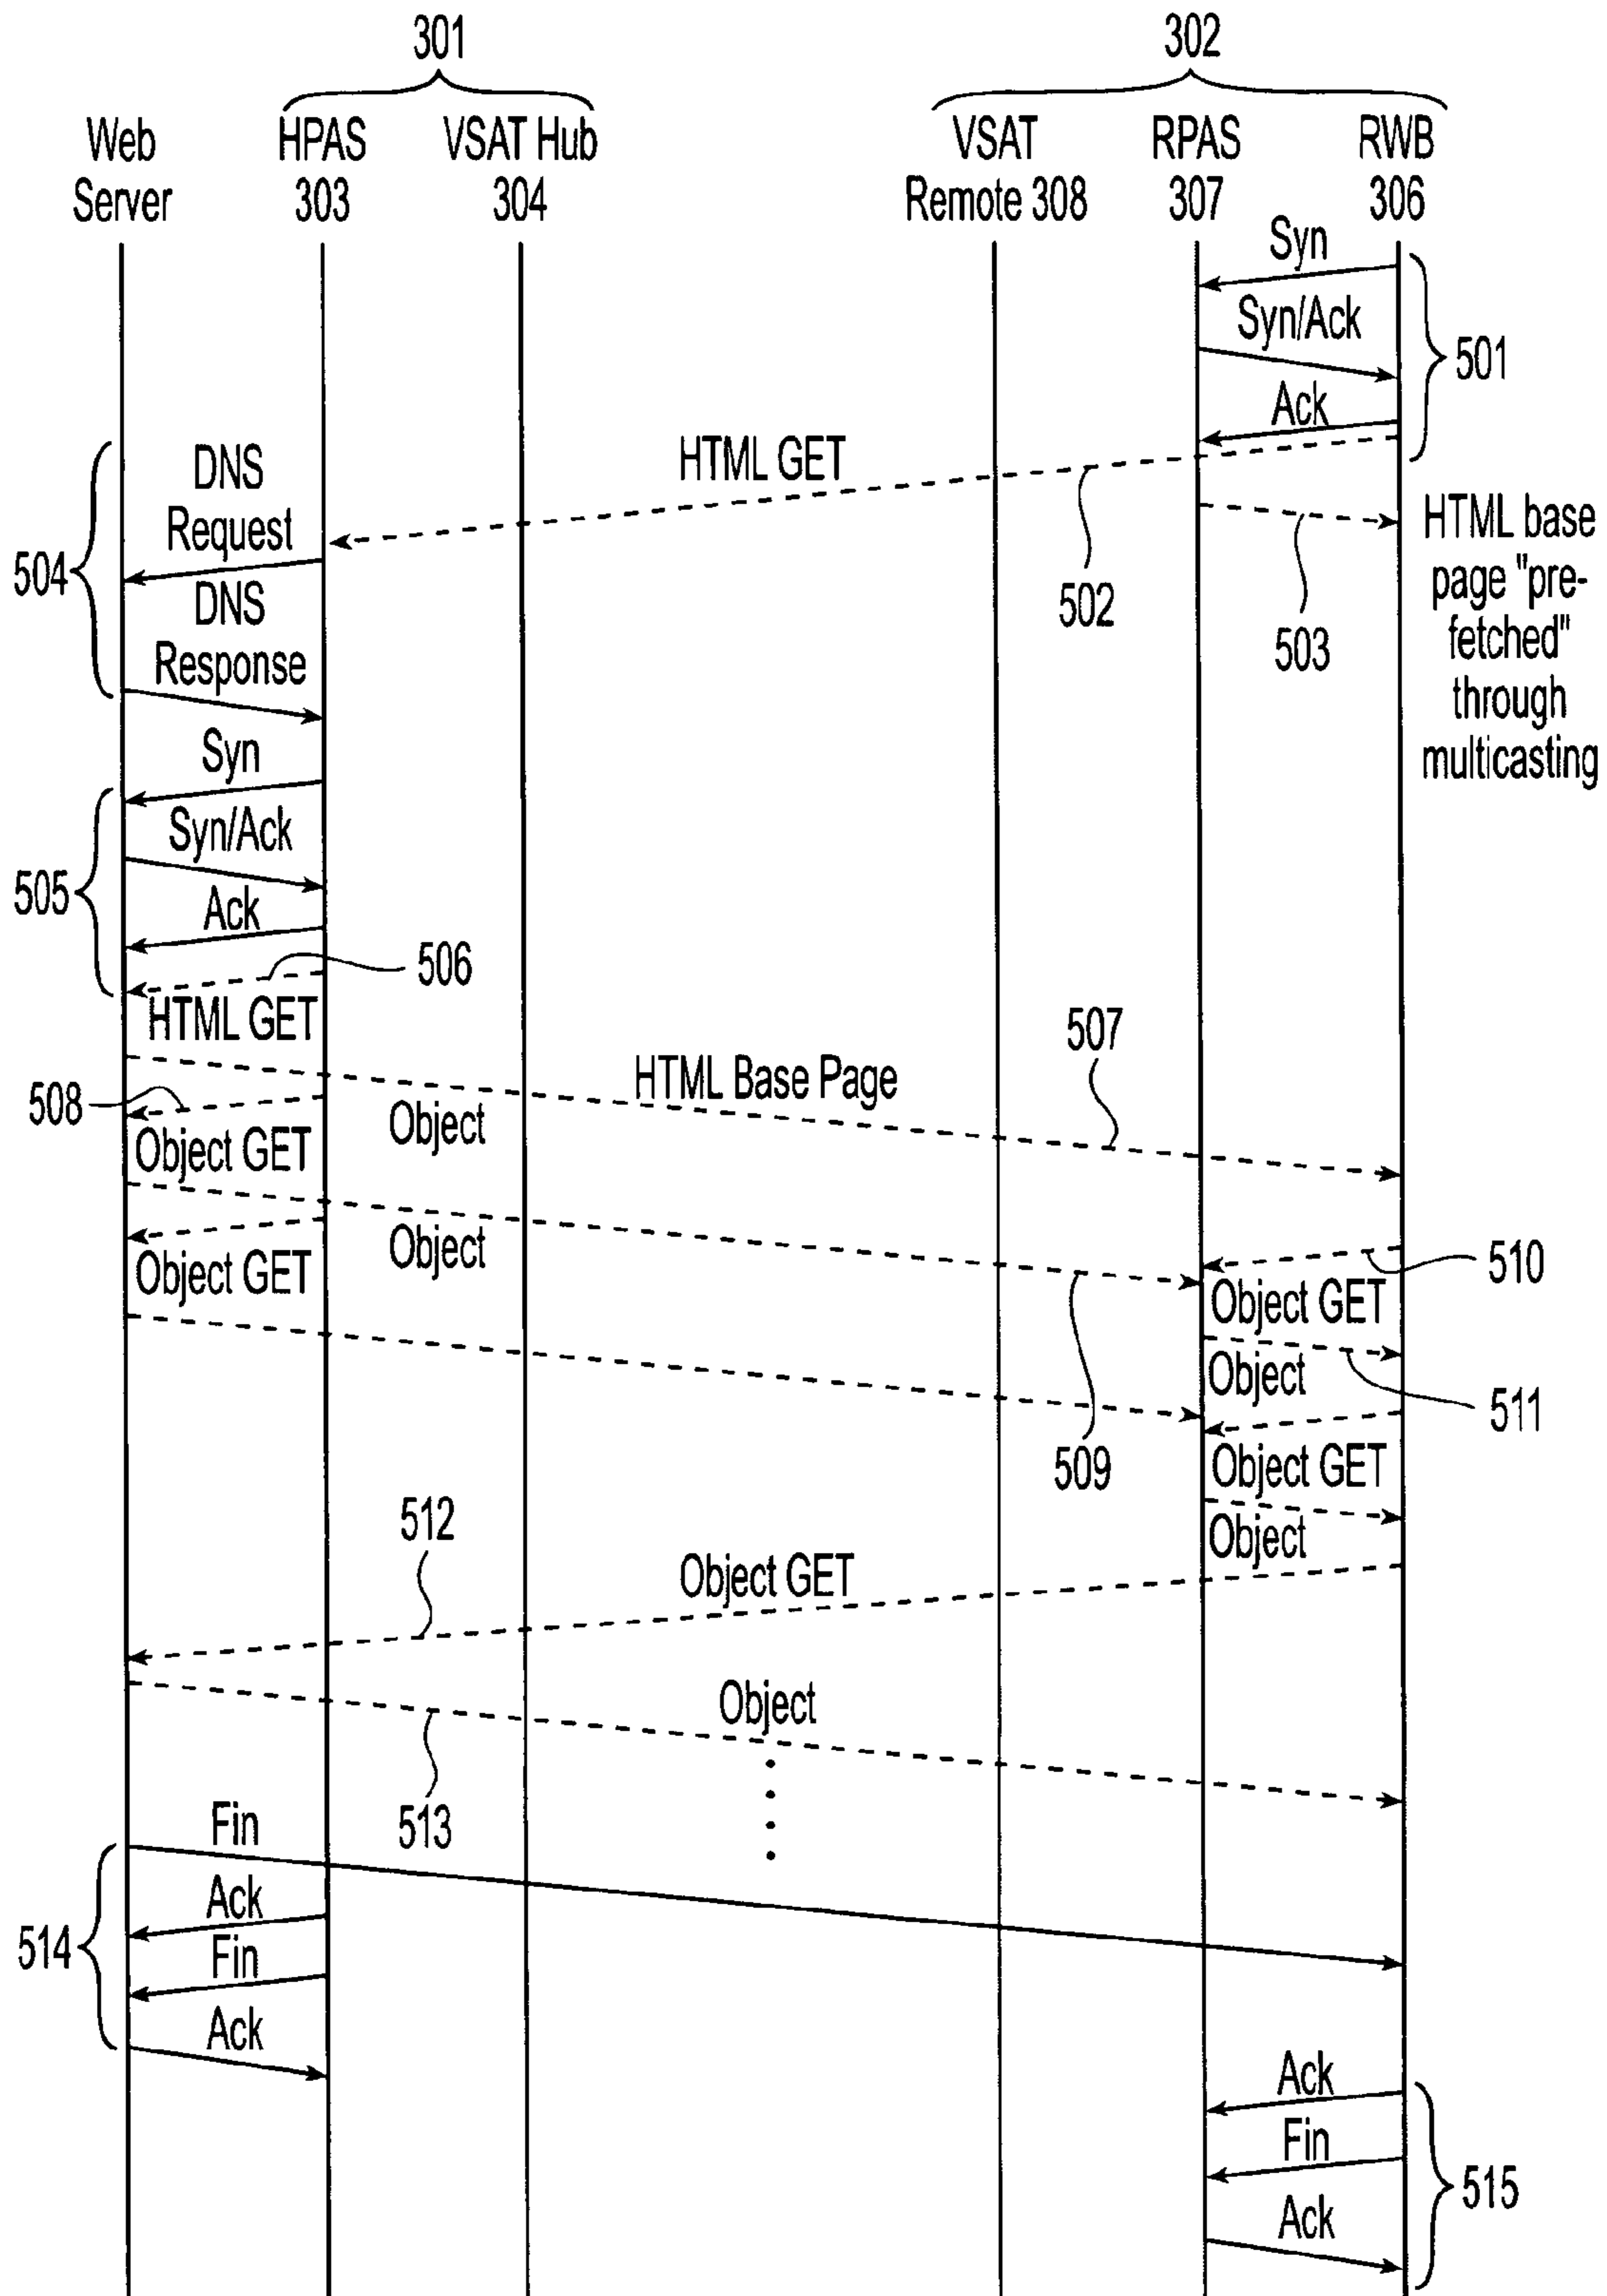 301
302
Web Server
HPAS 303
VSAT Hub 304
VSAT Remote 308
RPAS 307
RWB 306
Syn
Syn/Ack
501
Ack
HTML GET
DNS Request
504
502
503
HTML base page "pre-fetched" through multicasting
DNS Response
Syn
Syn/Ack
505
Ack
506
HTML GET
507
HTML Base Page
508
Object
Object GET
Object
510
Object GET
Object GET
Object
511
509
Object GET
512
Object
Object GET
Object
513
Fin
Ack
514
Fin
Ack
Ack
Fin
515
Ack